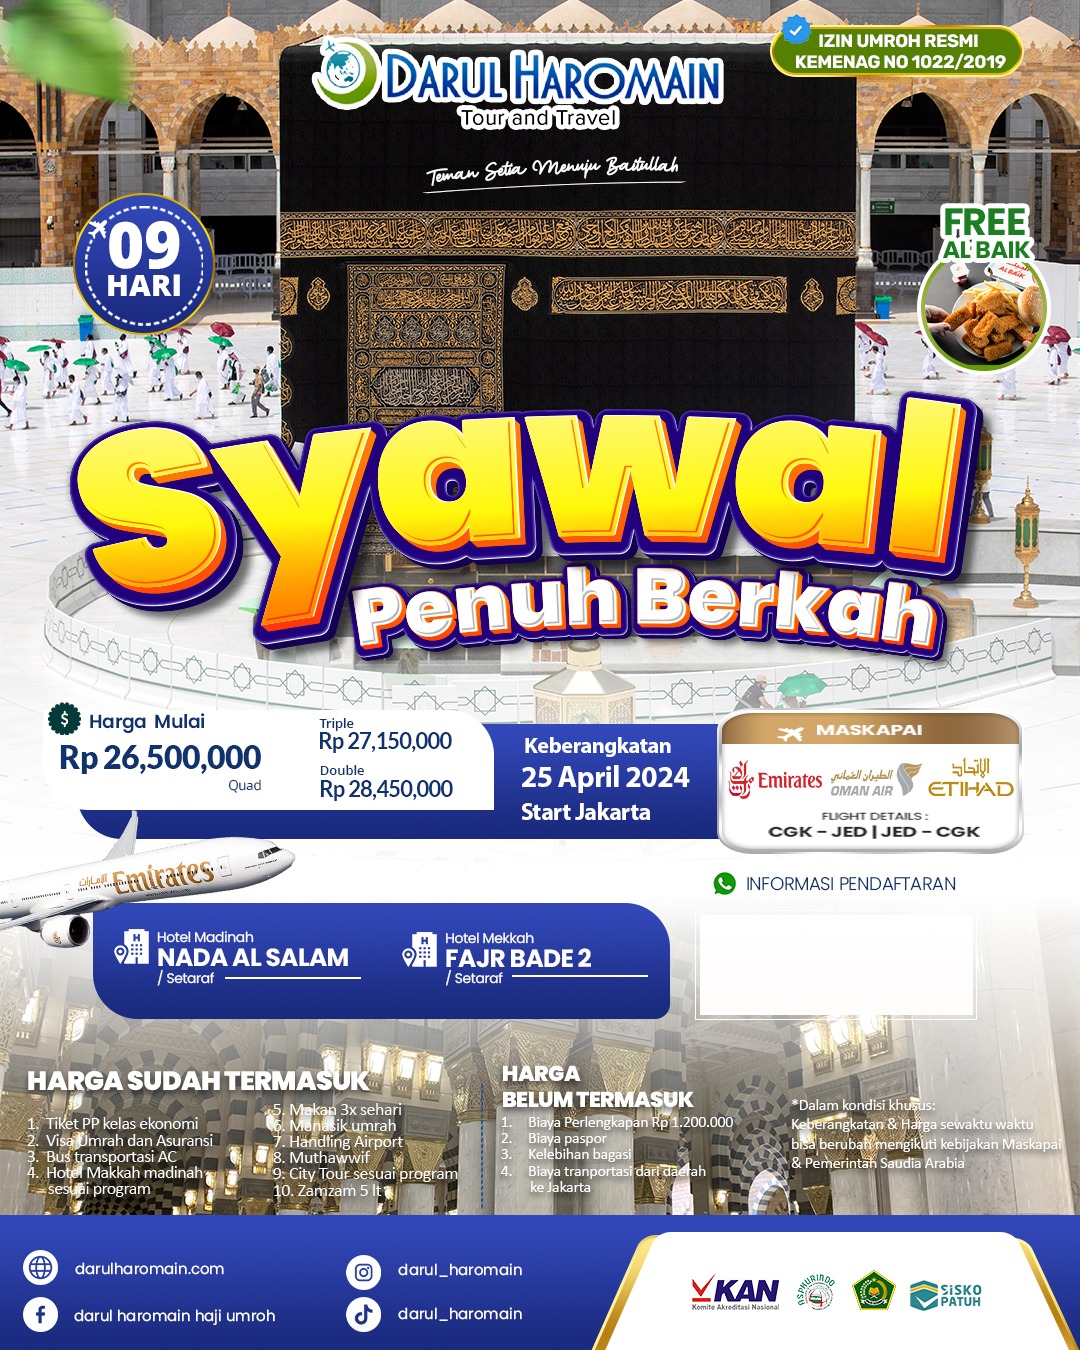 IZIN UMROH RESMI
KEMENAG NO 1022/2019
DARUL HAROMAIN
Tour and Travel
Teman Setia Menuju Baitullah
09
HARI
FREE
AL BAIK
Syawal
Penuh Berkah
Harga Mulai
Rp 26,500,000
Quad
Triple
Rp 27,150,000
Double
Rp 28,450,000
Keberangkatan
25 April 2024
Start Jakarta
MASKAPAI
Emirates
الطيران العماني
OMAN AIR
الإتحاد
ETIHAD
FLIGHT DETAILS :
CGK - JED | JED - CGK
Emirates
INFORMASI PENDAFTARAN
Hotel Madinah
NADA AL SALAM
/ Setaraf
Hotel Mekkah
FAJR BADE 2
/ Setaraf
HARGA SUDAH TERMASUK
1. Tiket PP kelas ekonomi
2. Visa Umrah dan Asuransi
3. Bus transportasi AC
4. Hotel Makkah madinah
sesuai program
5. Makan 3x sehari
6. Manasik umrah
7. Handling Airport
8. Muthawwif
9. City Tour sesuai program
10. Zamzam 5 lt
HARGA
BELUM TERMASUK
1. Biaya Perlengkapan Rp 1.200.000
2. Biaya paspor
3. Kelebihan bagasi
4. Biaya tranportasi dari daerah
ke Jakarta
*Dalam kondisi khusus:
Keberangkatan & Harga sewaktu waktu
bisa berubah mengikuti kebijakan Maskapai
& Pemerintah Saudia Arabia
darulharomain.com
darul haromain haji umroh
darul_haromain
darul_haromain
KAN
Komite Akreditasi Nasional
ASPHURINDO
SISKO
PATUH